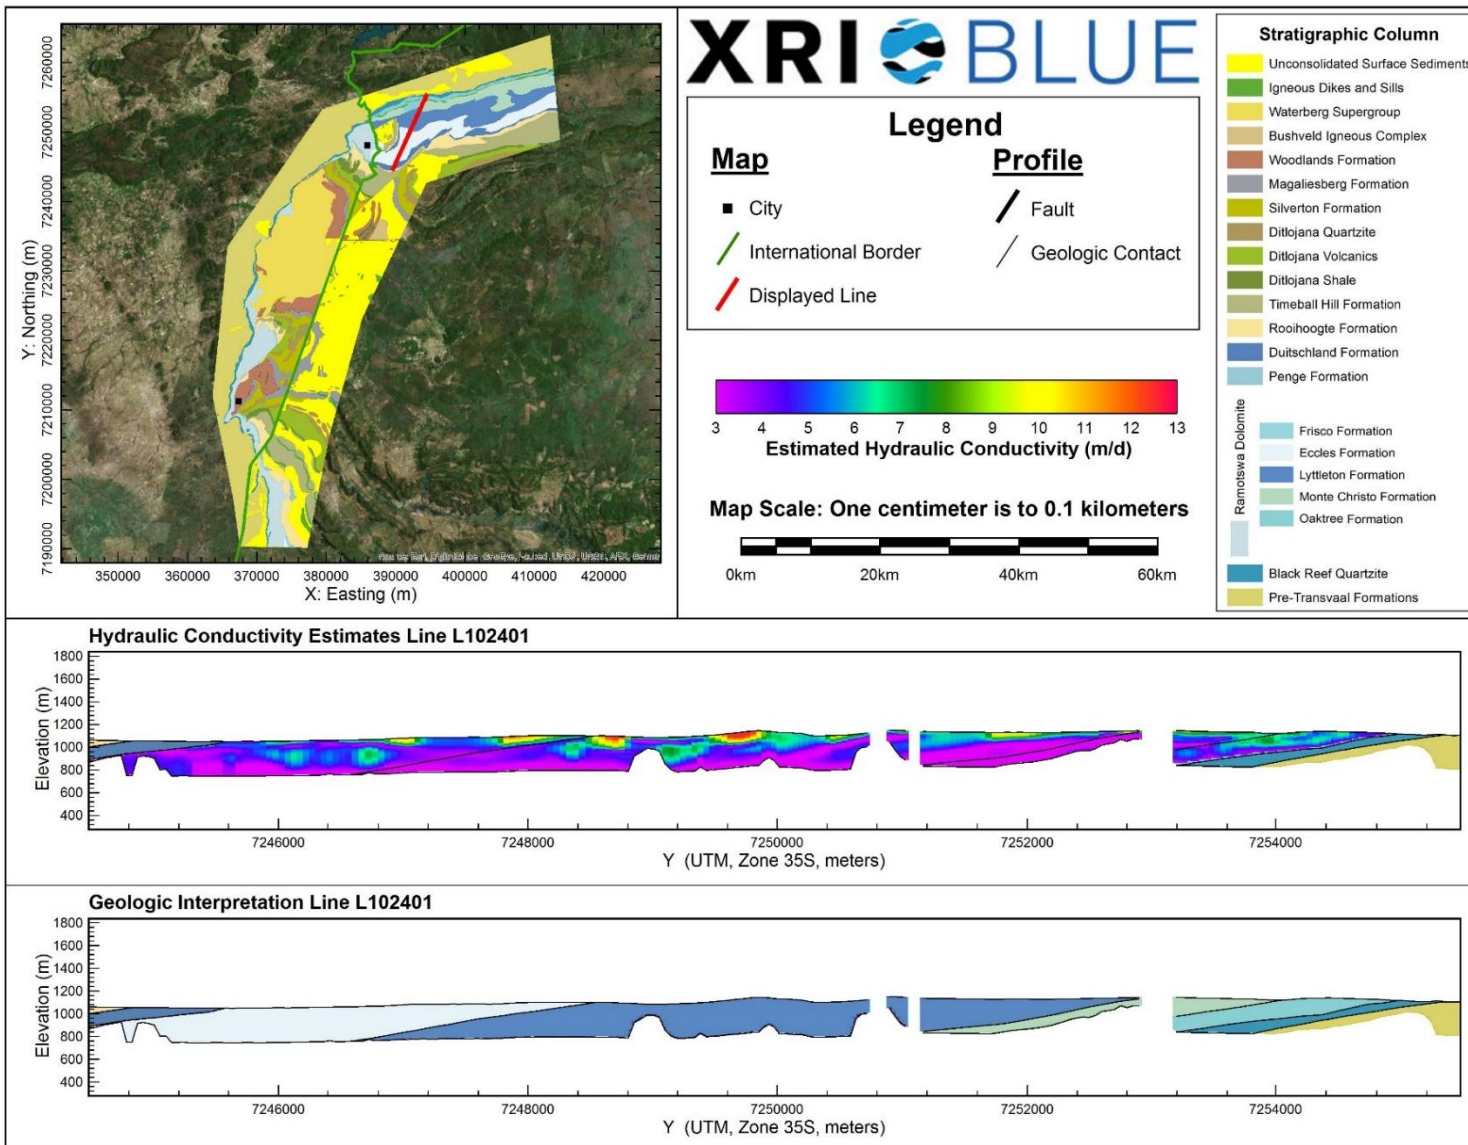 7260000
7250000
7240000
7230000
7220000
7210000
7200000
7190000
Y: Northing (m)
350000 360000 370000 380000 390000 400000 410000 420000
X: Easting (m)
XRI BLUE
Legend
Map
City
International Border
Displayed Line
Profile
Fault
Geologic Contact
3 4 5 6 7 8 9 10 11 12 13
Estimated Hydraulic Conductivity (m/d)
Map Scale: One centimeter is to 0.1 kilometers
0km 20km 40km 60km
Stratigraphic Column
Unconsolidated Surface Sediments
Igneous Dikes and Sills
Waterberg Supergroup
Bushveld Igneous Complex
Woodlands Formation
Magaliesberg Formation
Silverton Formation
Ditlojana Quartzite
Ditlojana Volcanics
Ditlojana Shale
Timeball Hill Formation
Rooihoogte Formation
Duitschland Formation
Penge Formation
Ramotswa Dolomite
Frisco Formation
Eccles Formation
Lyttleton Formation
Monte Christo Formation
Oaktree Formation
Black Reef Quartzite
Pre-Transvaal Formations
Hydraulic Conductivity Estimates Line L102401
1800
1600
1400
1200
1000
800
600
400
Elevation (m)
7246000 7248000 7250000 7252000 7254000
Y (UTM, Zone 35S, meters)
Geologic Interpretation Line L102401
1800
1600
1400
1200
1000
800
600
400
Elevation (m)
7246000 7248000 7250000 7252000 7254000
Y (UTM, Zone 35S, meters)